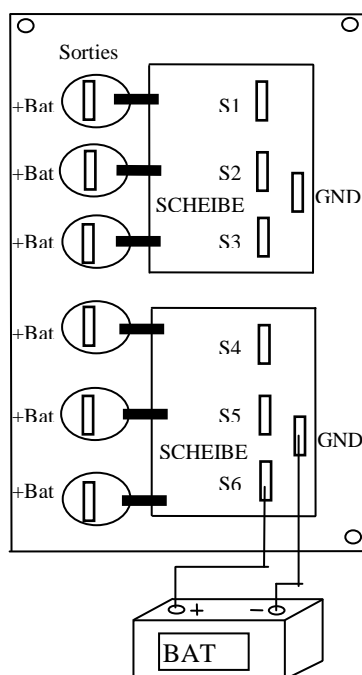 Sorties
+Bat
S1
+Bat
S2
GND
SCHEIBE
+Bat
S3
+Bat
S4
+Bat
S5
GND
SCHEIBE
+Bat
S6
+ -
BAT